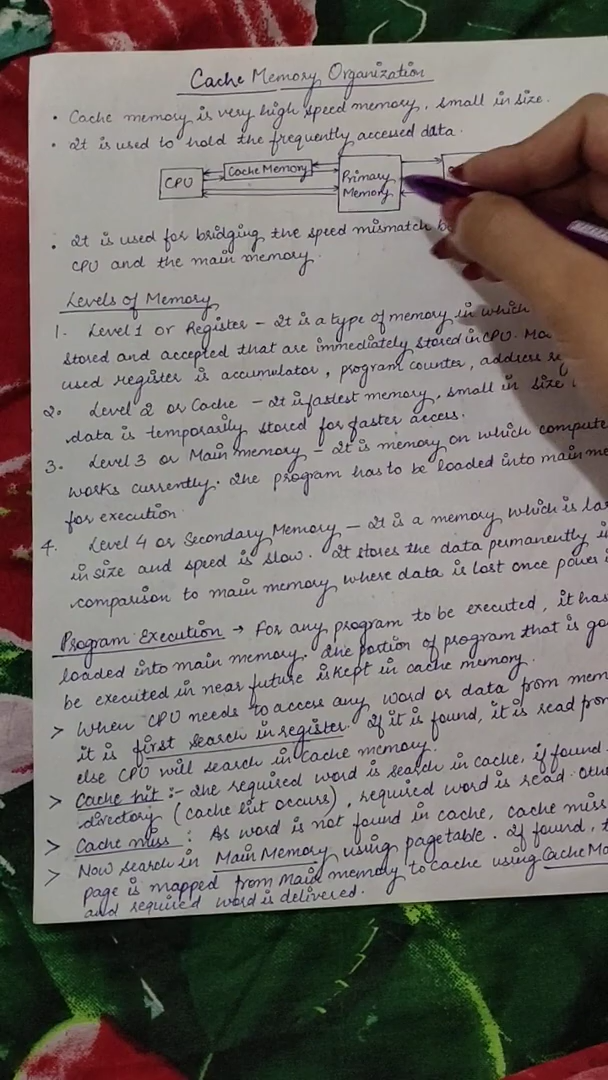 Cache Memory Organization
• Cache memory is very high speed memory, small in size.
• It is used to hold the frequently accessed data.
CPU
Cache Memory
Primary Memory
• It is used for bridging the speed mismatch
CPU and the main memory.
Levels of Memory
1. Level 1 or Register – It is a type of memory in which
stored and accepted that are immediately stored in CPU.
used register is accumulator, program counter, address
2. Level 2 or Cache – It is fastest memory, small in size
data is temporarily stored for faster access.
3. Level 3 or Main memory – It is memory on which
works currently. The program has to be loaded into main
for execution.
4. Level 4 or Secondary Memory – It is a memory which is
in size and speed is slow. It stores the data permanently
comparison to main memory where data is lost once power
Program Execution → For any program to be executed, it has
loaded into main memory. The portion of program that is
be executed in near future is kept in cache memory.
> When CPU needs to access any word or data from
it is first search in register. If it is found, it is read
else CPU will search in cache memory.
> Cache hit :- The required word is search in cache, if found
directory (cache hit occurs), required word is read.
> Cache miss : As word is not found in cache, cache miss
> Now search in Main Memory using page table. If found,
page is mapped from main memory to cache using Cache
and required word is delivered.